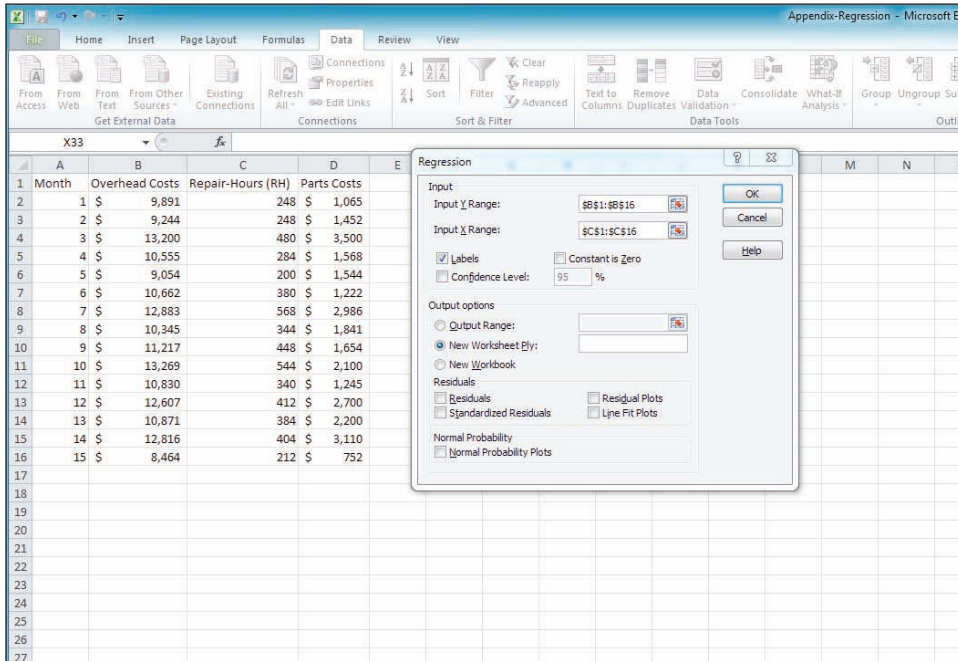 Appendix-Regression - Microsoft E
File Home Insert Page Layout Formulas Data Review View
From Access
From Web
From Text
From Other Sources
Existing Connections
Get External Data
Refresh All
Connections
Properties
Edit Links
Connections
Sort
Filter
Clear
Reapply
Advanced
Sort & Filter
Text to Columns
Remove Duplicates
Data Validation
Consolidate
What-If Analysis
Data Tools
Group
Ungroup
Su
Outli
X33 fx
A B C D E M N
1 Month Overhead Costs Repair-Hours (RH) Parts Costs
2 1 $ 9,891 248 $ 1,065
3 2 $ 9,244 248 $ 1,452
4 3 $ 13,200 480 $ 3,500
5 4 $ 10,555 284 $ 1,568
6 5 $ 9,054 200 $ 1,544
7 6 $ 10,662 380 $ 1,222
8 7 $ 12,883 568 $ 2,986
9 8 $ 10,345 344 $ 1,841
10 9 $ 11,217 448 $ 1,654
11 10 $ 13,269 544 $ 2,100
12 11 $ 10,830 340 $ 1,245
13 12 $ 12,607 412 $ 2,700
14 13 $ 10,871 384 $ 2,200
15 14 $ 12,816 404 $ 3,110
16 15 $ 8,464 212 $ 752
17
18
19
20
21
22
23
24
25
26
27
Regression
Input
Input Y Range: $B$1:$B$16
Input X Range: $C$1:$C$16
Labels Constant is Zero
Confidence Level: 95 %
OK
Cancel
Help
Output options
Output Range:
New Worksheet Ply:
New Workbook
Residuals
Residuals Residual Plots
Standardized Residuals Line Fit Plots
Normal Probability
Normal Probability Plots